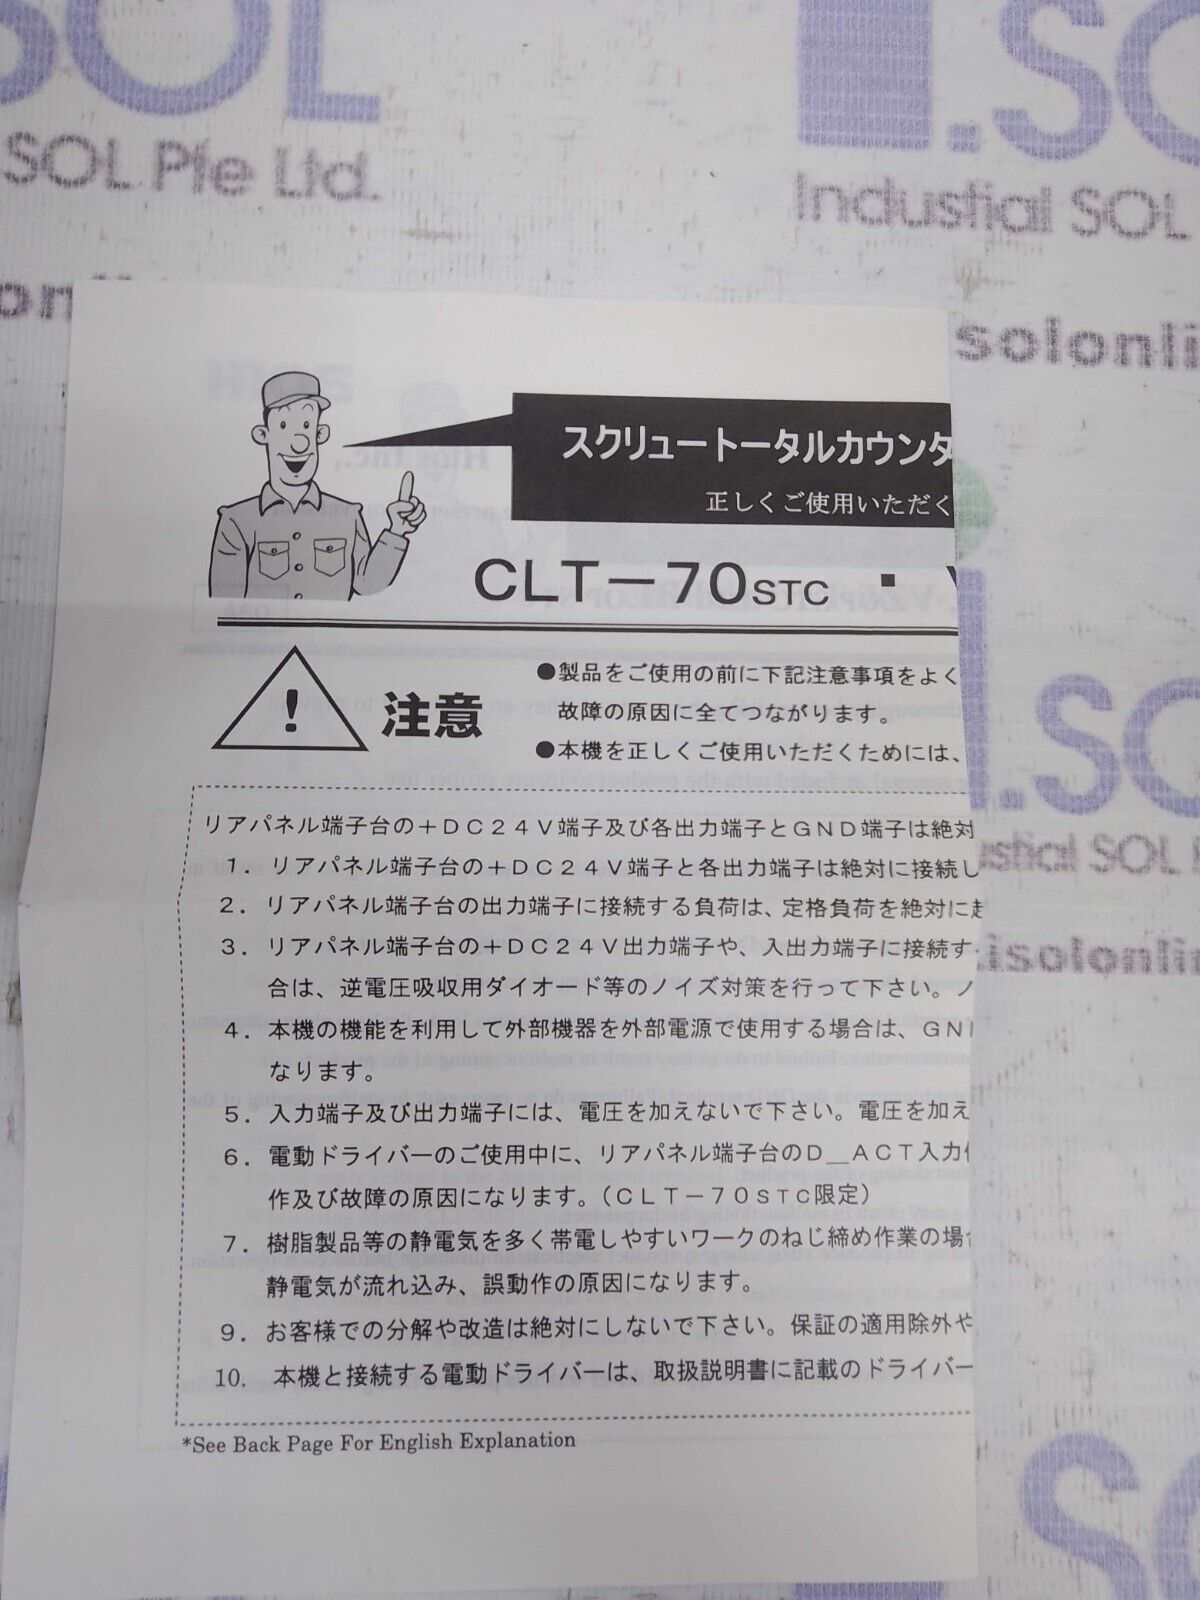 .SOL
SOL Pte Ltd.
Industial SOL
solonli
スクリュートータルカウンタ
正しくご使用いただく
CLT－70STC ・
注意
●製品をご使用の前に下記注意事項をよく
故障の原因に全てつながります。
●本機を正しくご使用いただくためには、
リアパネル端子台の＋DC24V端子及び各出力端子とGND端子は絶対
1．リアパネル端子台の＋DC24V端子と各出力端子は絶対に接続し
2．リアパネル端子台の出力端子に接続する負荷は、定格負荷を絶対に
3．リアパネル端子台の＋DC24V出力端子や、入出力端子に接続す
合は、逆電圧吸収用ダイオード等のノイズ対策を行って下さい。ノ
4．本機の機能を利用して外部機器を外部電源で使用する場合は、GN
なります。
5．入力端子及び出力端子には、電圧を加えないで下さい。電圧を加え
6．電動ドライバーのご使用中に、リアパネル端子台のD＿ACT入力
作及び故障の原因になります。（CLT－70STC限定）
7．樹脂製品等の静電気を多く帯電しやすいワークのねじ締め作業の場
静電気が流れ込み、誤動作の原因になります。
9．お客様での分解や改造は絶対にしないで下さい。保証の適用除外や
10． 本機と接続する電動ドライバーは、取扱説明書に記載のドライバー
*See Back Page For English Explanation
.SO
ustial SOL
.isolonlin